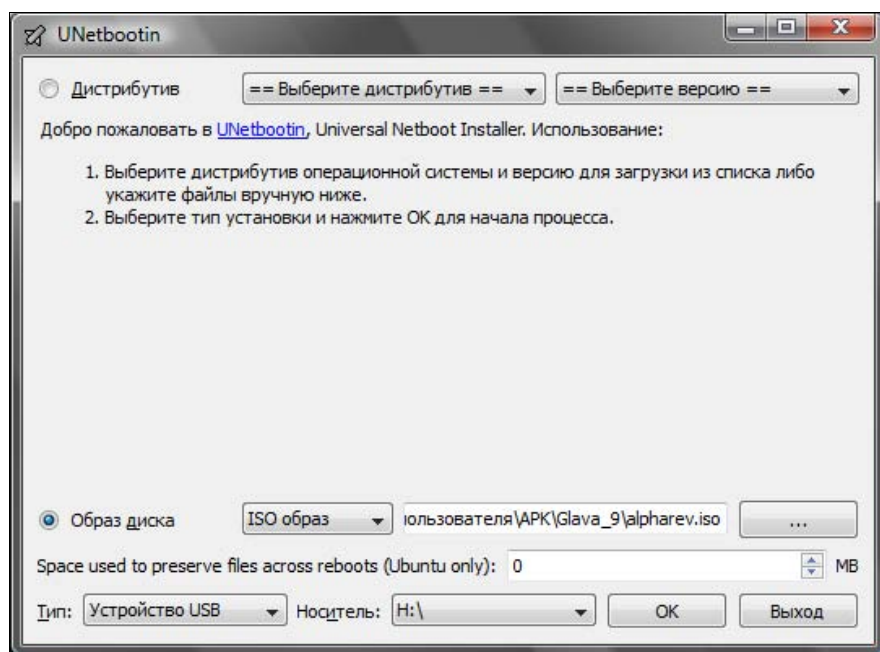 UNetbootin
Дистрибутив == Выберите дистрибутив == == Выберите версию ==
Добро пожаловать в UNetbootin, Universal Netboot Installer. Использование:
1. Выберите дистрибутив операционной системы и версию для загрузки из списка либо
укажите файлы вручную ниже.
2. Выберите тип установки и нажмите OK для начала процесса.
Образ диска ISO образ ользователя\APK\Glava_9\alpharev.iso ...
Space used to preserve files across reboots (Ubuntu only): 0 MB
Тип: Устройство USB Носитель: H:\ OK Выход